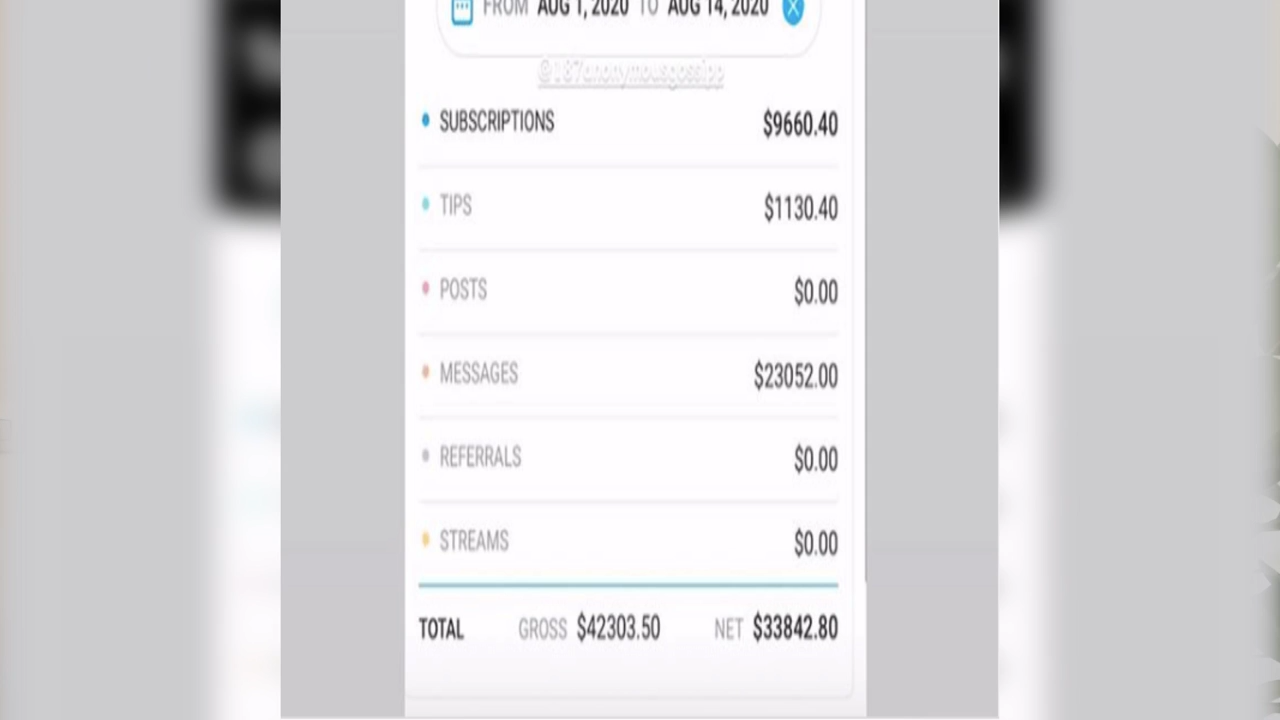 FROM AUG 1, 2020 TO AUG 14, 2020
@187anonymousgossipp
SUBSCRIPTIONS $9660.40
TIPS $1130.40
POSTS $0.00
MESSAGES $23052.00
REFERRALS $0.00
STREAMS $0.00
TOTAL GROSS $42303.50 NET $33842.80